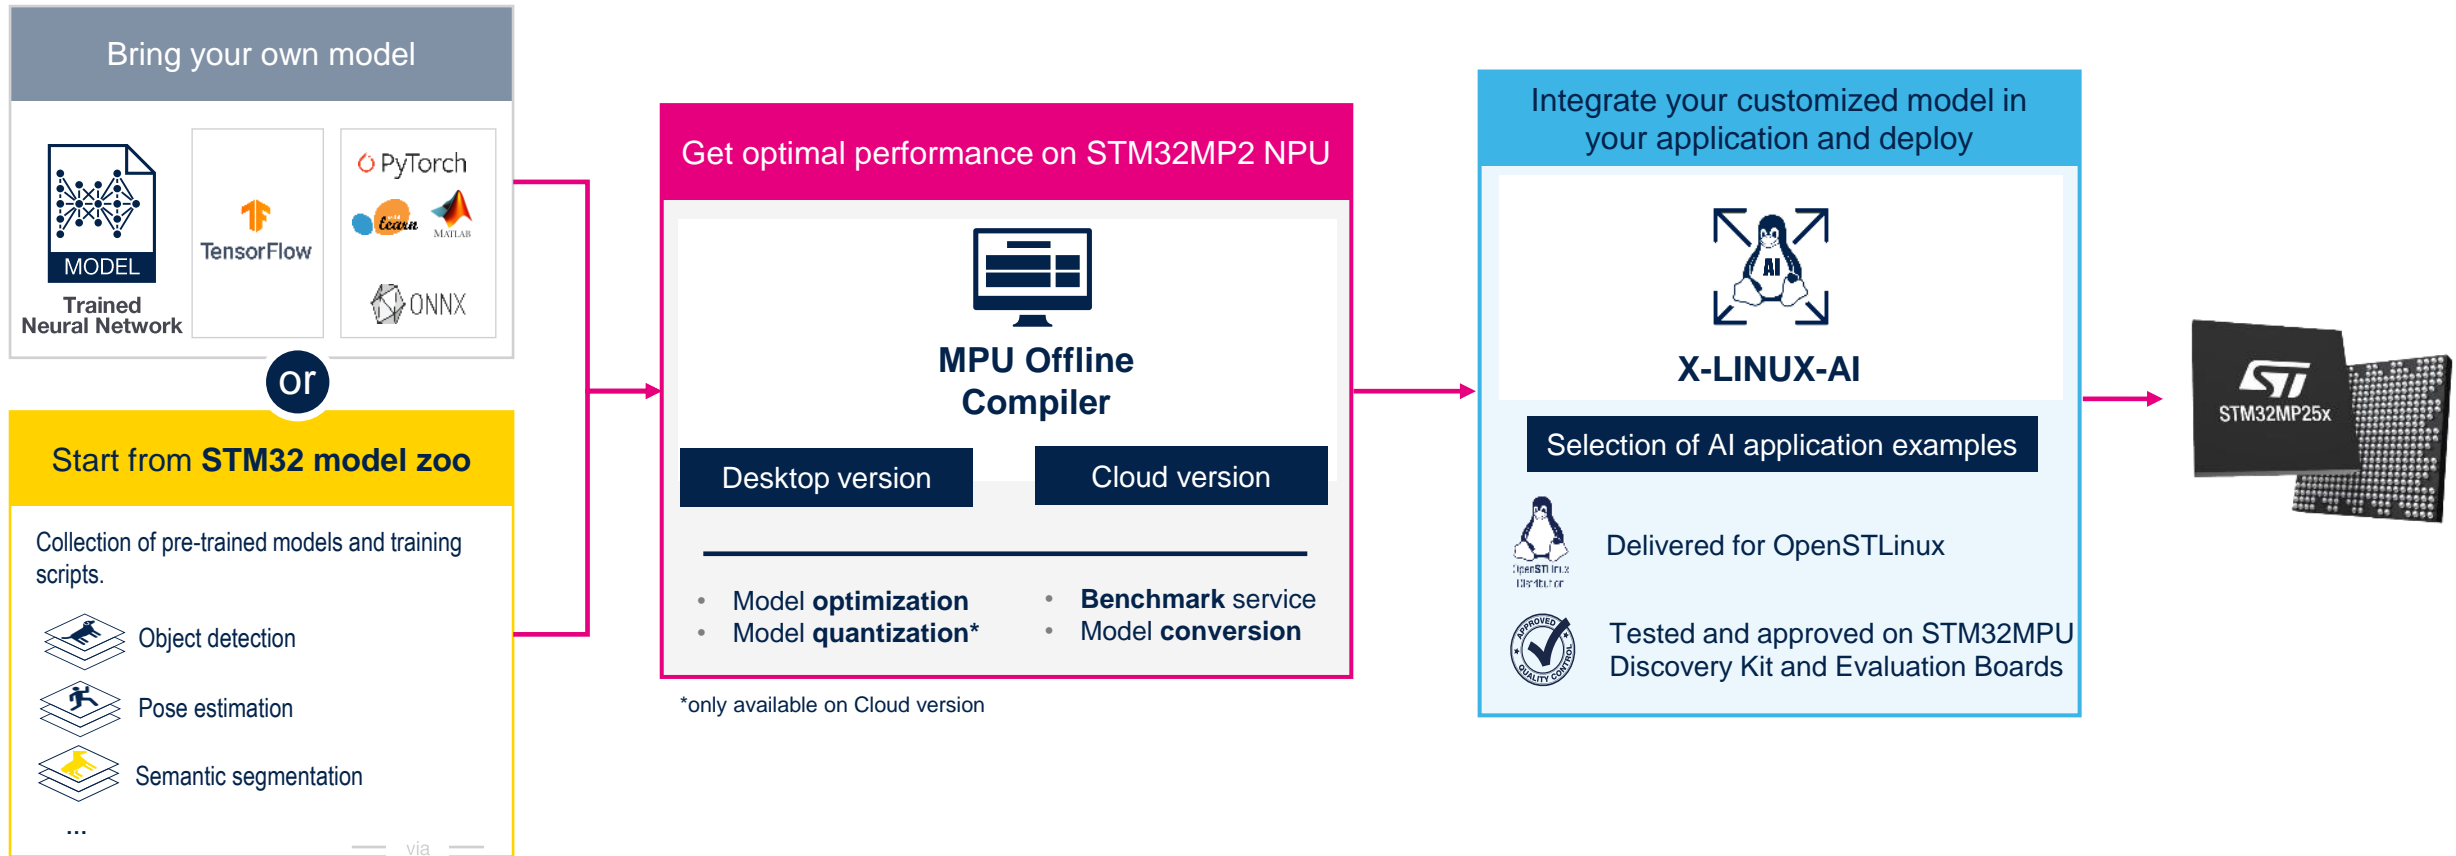 Bring your own model
MODEL
Trained
Neural Network
TensorFlow
PyTorch
learn
MATLAB
ONNX
or
Start from STM32 model zoo
Collection of pre-trained models and training
scripts.
Object detection
Pose estimation
Semantic segmentation
...
via
Get optimal performance on STM32MP2 NPU
MPU Offline
Compiler
Desktop version
Cloud version
• Model optimization
• Model quantization*
• Benchmark service
• Model conversion
*only available on Cloud version
Integrate your customized model in
your application and deploy
AI
X-LINUX-AI
Selection of AI application examples
OpenSTLinux
Distribution
Delivered for OpenSTLinux
APPROVED
QUALITY CONTROL
Tested and approved on STM32MPU
Discovery Kit and Evaluation Boards
ST
STM32MP25x